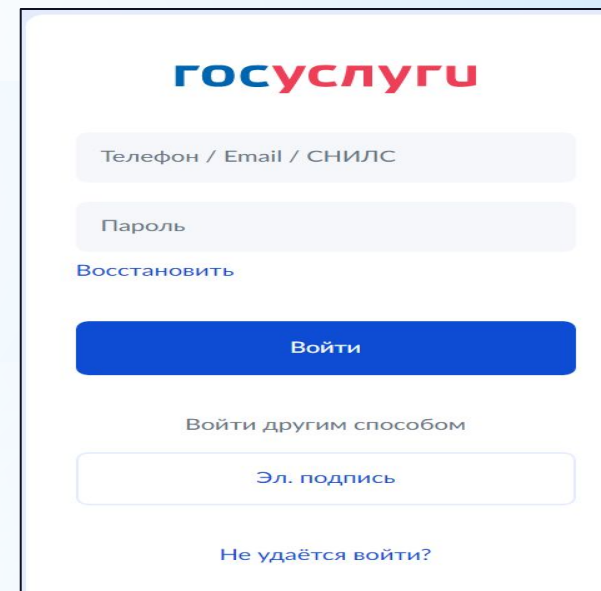 госуслуги
Телефон / Email / СНИЛС
Пароль
Восстановить
Войти
Войти другим способом
Эл. подпись
Не удаётся войти?